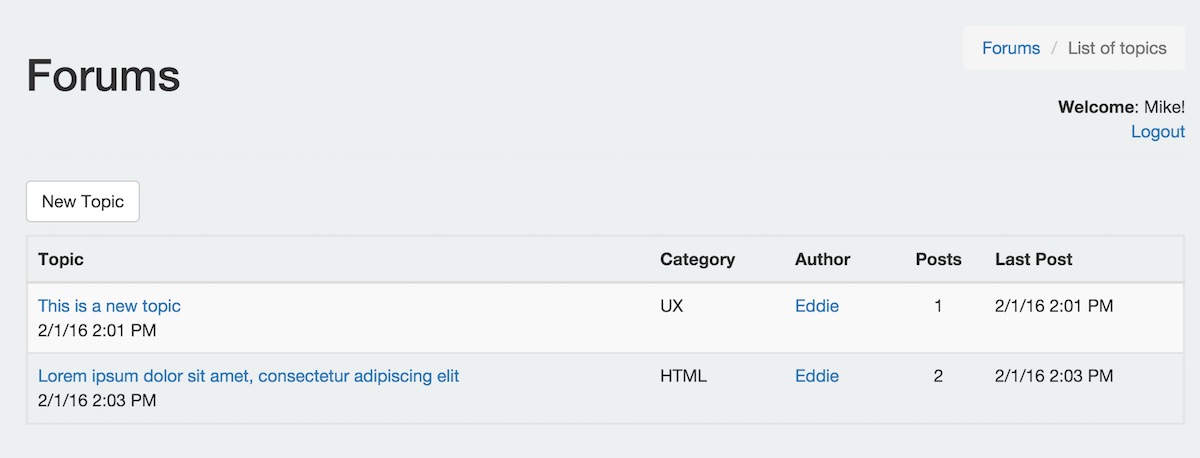 Forums / List of topics
Forums
Welcome: Mike!
Logout
New Topic
Topic Category Author Posts Last Post
This is a new topic UX Eddie 1 2/1/16 2:01 PM
2/1/16 2:01 PM
Lorem ipsum dolor sit amet, consectetur adipiscing elit HTML Eddie 2 2/1/16 2:03 PM
2/1/16 2:03 PM